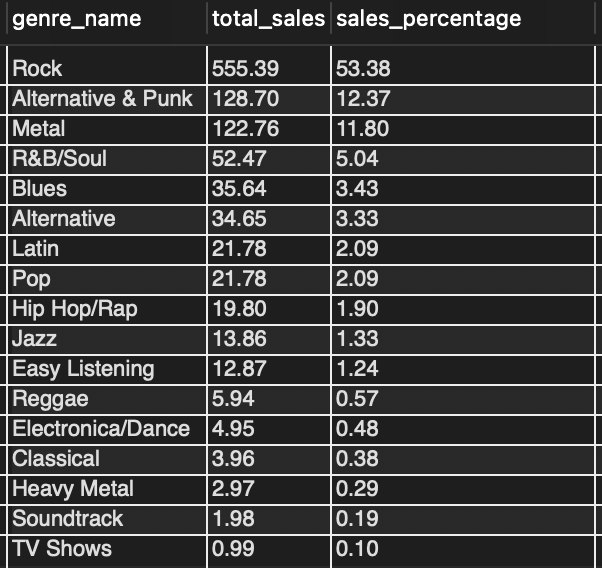 genre_name total_sales sales_percentage
Rock 555.39 53.38
Alternative & Punk 128.70 12.37
Metal 122.76 11.80
R&B/Soul 52.47 5.04
Blues 35.64 3.43
Alternative 34.65 3.33
Latin 21.78 2.09
Pop 21.78 2.09
Hip Hop/Rap 19.80 1.90
Jazz 13.86 1.33
Easy Listening 12.87 1.24
Reggae 5.94 0.57
Electronica/Dance 4.95 0.48
Classical 3.96 0.38
Heavy Metal 2.97 0.29
Soundtrack 1.98 0.19
TV Shows 0.99 0.10